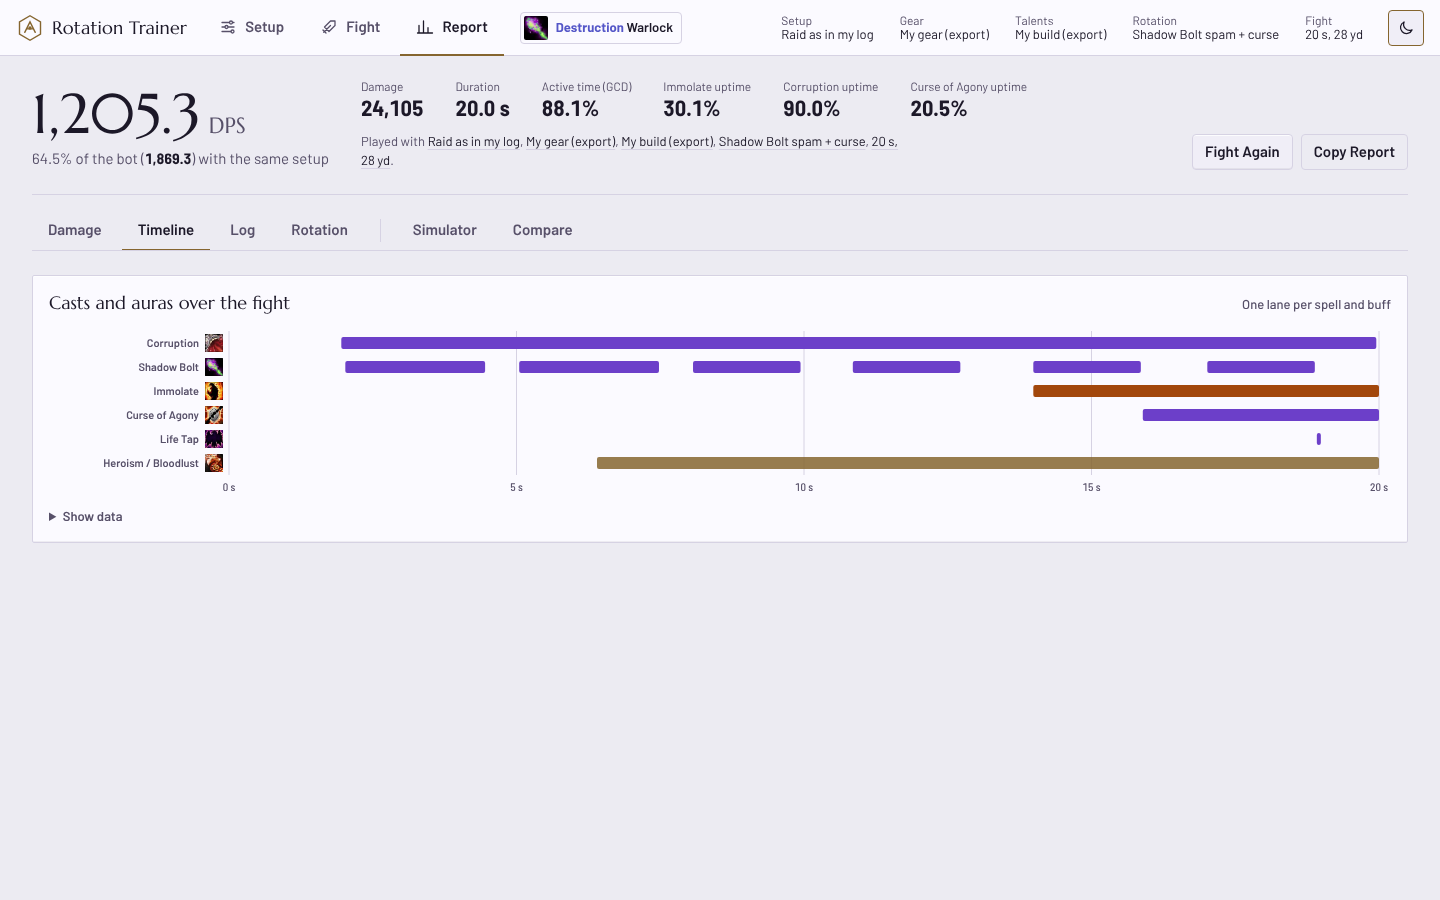 Rotation Trainer
Setup
Fight
Report
Destruction Warlock
Setup
Raid as in my log
Gear
My gear (export)
Talents
My build (export)
Rotation
Shadow Bolt spam + curse
Fight
20 s, 28 yd
1,205.3 DPS
64.5% of the bot (1,869.3) with the same setup
Damage
24,105
Duration
20.0 s
Active time (GCD)
88.1%
Immolate uptime
30.1%
Corruption uptime
90.0%
Curse of Agony uptime
20.5%
Played with Raid as in my log, My gear (export), My build (export), Shadow Bolt spam + curse, 20 s,
28 yd.
Fight Again
Copy Report
Damage
Timeline
Log
Rotation
Simulator
Compare
Casts and auras over the fight
One lane per spell and buff
Corruption
Shadow Bolt
Immolate
Curse of Agony
Life Tap
Heroism / Bloodlust
0 s
5 s
10 s
15 s
20 s
Show data